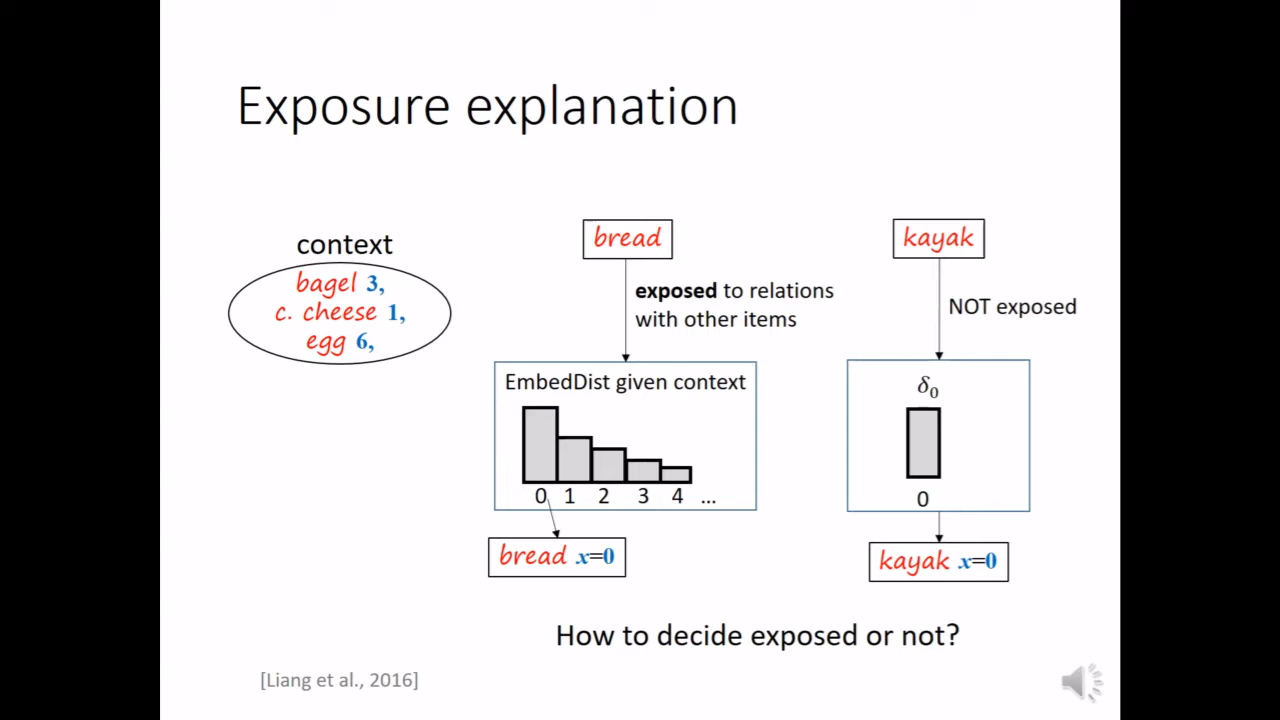 Exposure explanation
context
bagel 3,
c. cheese 1,
egg 6,
bread
exposed to relations
with other items
EmbedDist given context
0 1 2 3 4 ...
bread x=0
kayak
NOT exposed
δ₀
0
kayak x=0
How to decide exposed or not?
[Liang et al., 2016]